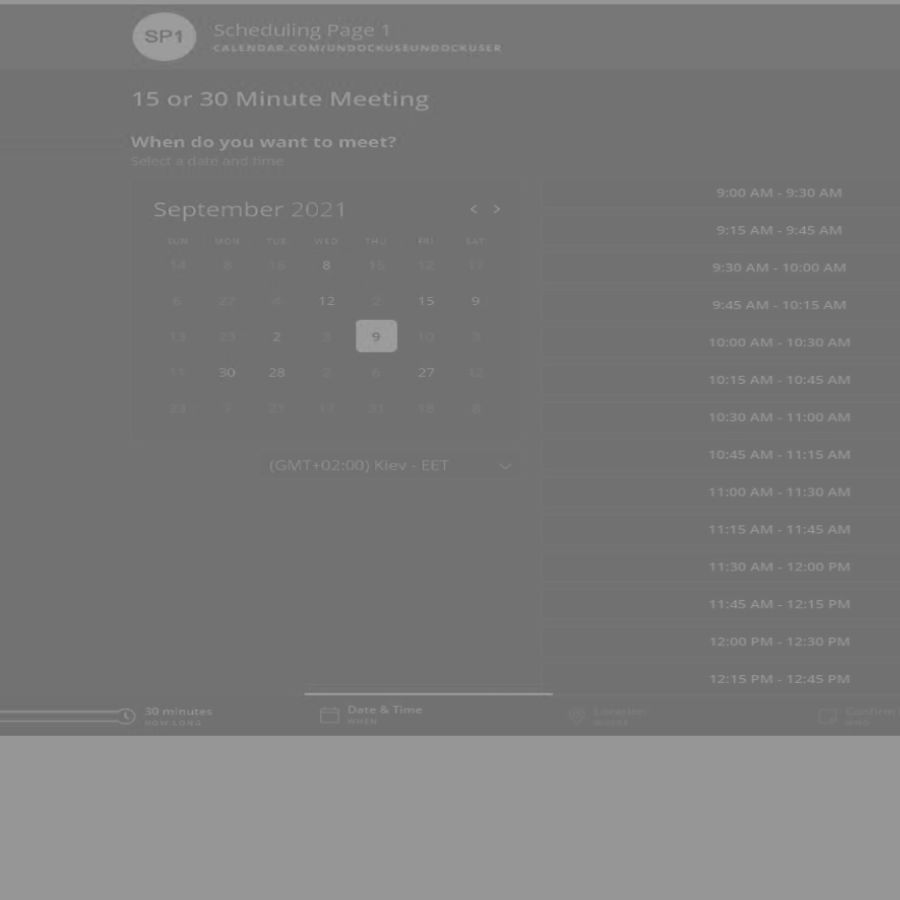 SP1
Scheduling Page 1
CALENDAR.COM/UNDOCKUSEUNDOCKUSER
15 or 30 Minute Meeting
When do you want to meet?
Select a date and time
September 2021
SUN MON TUE WED THU FRI SAT
14 8 16 8 15 12 17
6 27 4 12 2 15 9
13 23 2 9 10
11 30 28 6 27 12
23 25 17 31 18
(GMT+02:00) Kiev - EET
9:00 AM - 9:30 AM
9:15 AM - 9:45 AM
9:30 AM - 10:00 AM
9:45 AM - 10:15 AM
10:00 AM - 10:30 AM
10:15 AM - 10:45 AM
10:30 AM - 11:00 AM
10:45 AM - 11:15 AM
11:00 AM - 11:30 AM
11:15 AM - 11:45 AM
11:30 AM - 12:00 PM
11:45 AM - 12:15 PM
12:00 PM - 12:30 PM
12:15 PM - 12:45 PM
30 minutes
HOW LONG
Date & Time
WHEN
Location
WHERE
Confirm